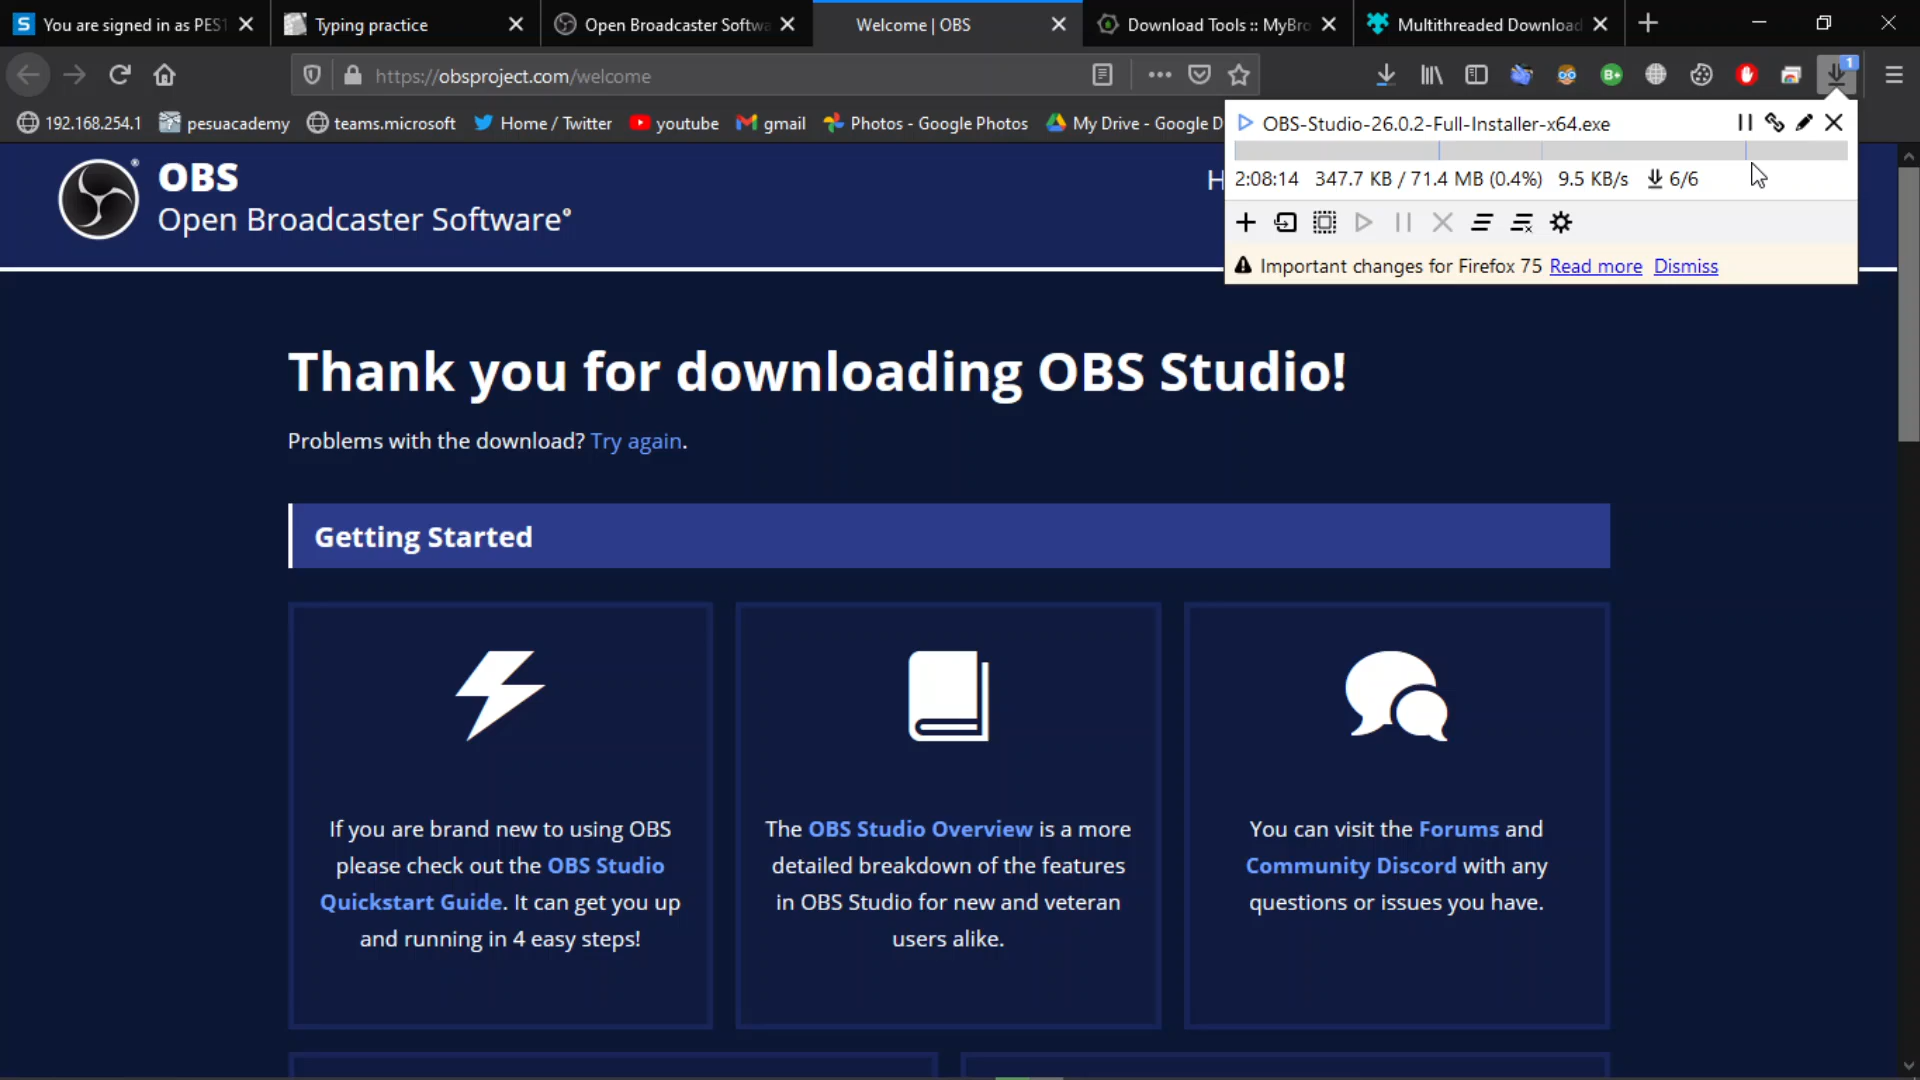 You are signed in as PES1
Typing practice
Open Broadcaster Softwa
Welcome | OBS
Download Tools :: MyBro
Multithreaded Download
https://obsproject.com/welcome
1
192.168.254.1
pesuacademy
teams.microsoft
Home / Twitter
youtube
gmail
Photos - Google Photos
My Drive - Google D
OBS-Studio-26.0.2-Full-Installer-x64.exe
2:08:14 347.7 KB / 71.4 MB (0.4%) 9.5 KB/s 6/6
Important changes for Firefox 75 Read more Dismiss
OBS
Open Broadcaster Software®
H
Thank you for downloading OBS Studio!
Problems with the download? Try again.
Getting Started
If you are brand new to using OBS
please check out the OBS Studio
Quickstart Guide. It can get you up
and running in 4 easy steps!
The OBS Studio Overview is a more
detailed breakdown of the features
in OBS Studio for new and veteran
users alike.
You can visit the Forums and
Community Discord with any
questions or issues you have.